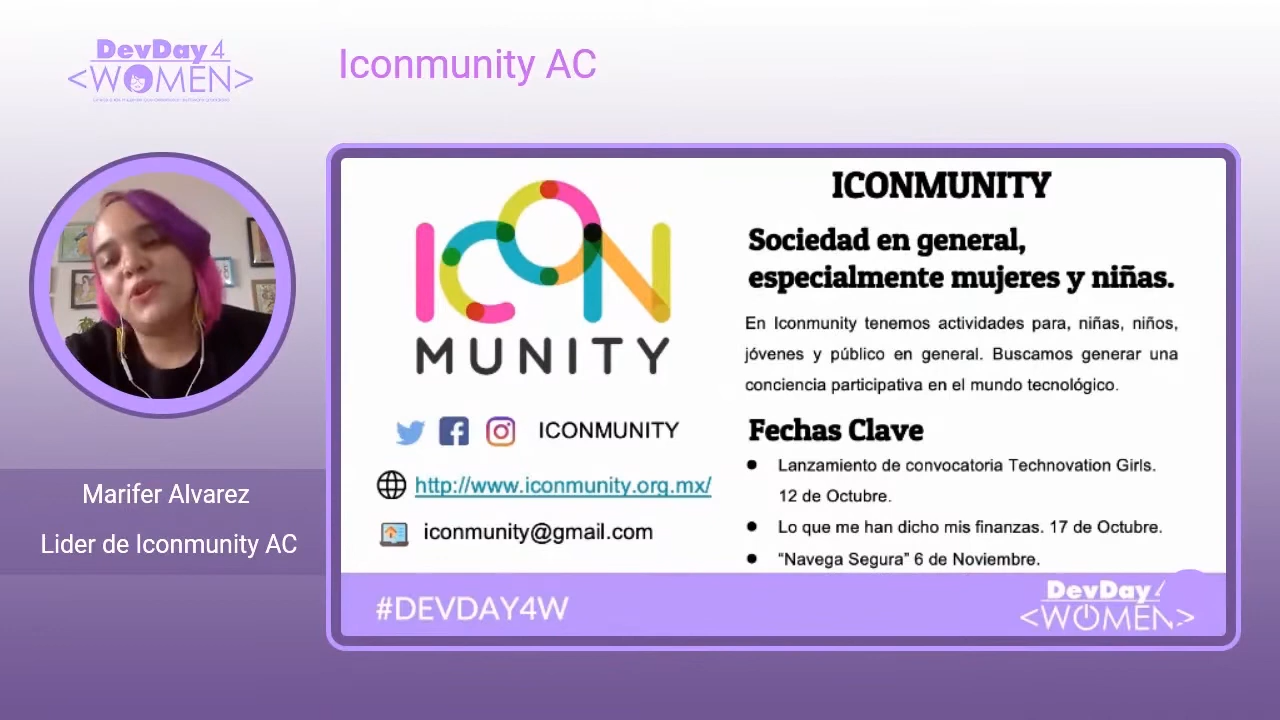 DevDay4
<WOMEN>
Iconmunity AC
Marifer Alvarez
Lider de Iconmunity AC
ICON
MUNITY
ICONMUNITY
http://www.iconmunity.org.mx/
iconmunity@gmail.com
ICONMUNITY
Sociedad en general,
especialmente mujeres y niñas.
En Iconmunity tenemos actividades para, niñas, niños,
jóvenes y público en general. Buscamos generar una
conciencia participativa en el mundo tecnológico.
Fechas Clave
• Lanzamiento de convocatoria Technovation Girls.
12 de Octubre.
• Lo que me han dicho mis finanzas. 17 de Octubre.
• “Navega Segura” 6 de Noviembre.
#DEVDAY4W
DevDay4
<WOMEN>